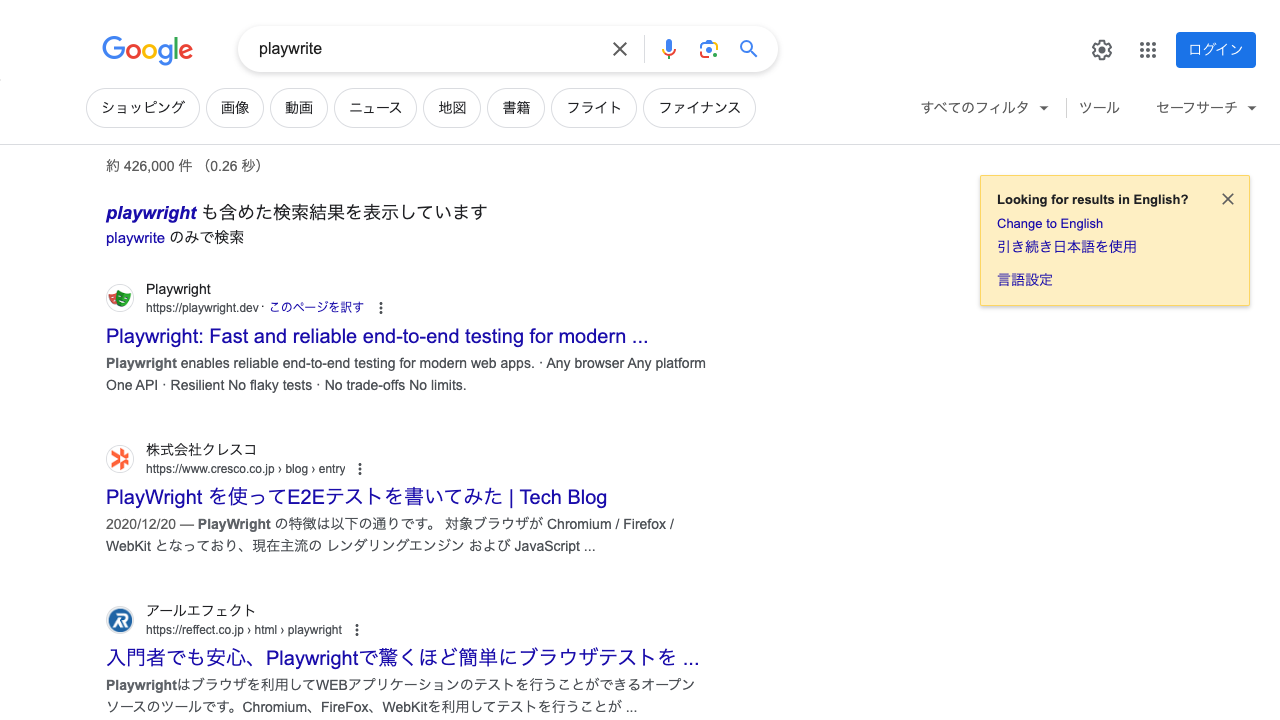 Google
playwrite
ログイン
ショッピング
画像
動画
ニュース
地図
書籍
フライト
ファイナンス
すべてのフィルタ
ツール
セーフサーチ
約 426,000 件 （0.26 秒）
playwright も含めた検索結果を表示しています
playwrite のみで検索
Looking for results in English?
Change to English
引き続き日本語を使用
言語設定
Playwright
https://playwright.dev · このページを訳す
Playwright: Fast and reliable end-to-end testing for modern ...
Playwright enables reliable end-to-end testing for modern web apps. · Any browser Any platform
One API · Resilient No flaky tests · No trade-offs No limits.
株式会社クレスコ
https://www.cresco.co.jp › blog › entry
PlayWright を使ってE2Eテストを書いてみた | Tech Blog
2020/12/20 — PlayWright の特徴は以下の通りです。 対象ブラウザが Chromium / Firefox /
WebKit となっており、現在主流の レンダリングエンジン および JavaScript ...
アールエフェクト
https://reffect.co.jp › html › playwright
入門者でも安心、Playwrightで驚くほど簡単にブラウザテストを ...
Playwrightはブラウザを利用してWEBアプリケーションのテストを行うことができるオープン
ソースのツールです。Chromium、FireFox、WebKitを利用してテストを行うことが ...